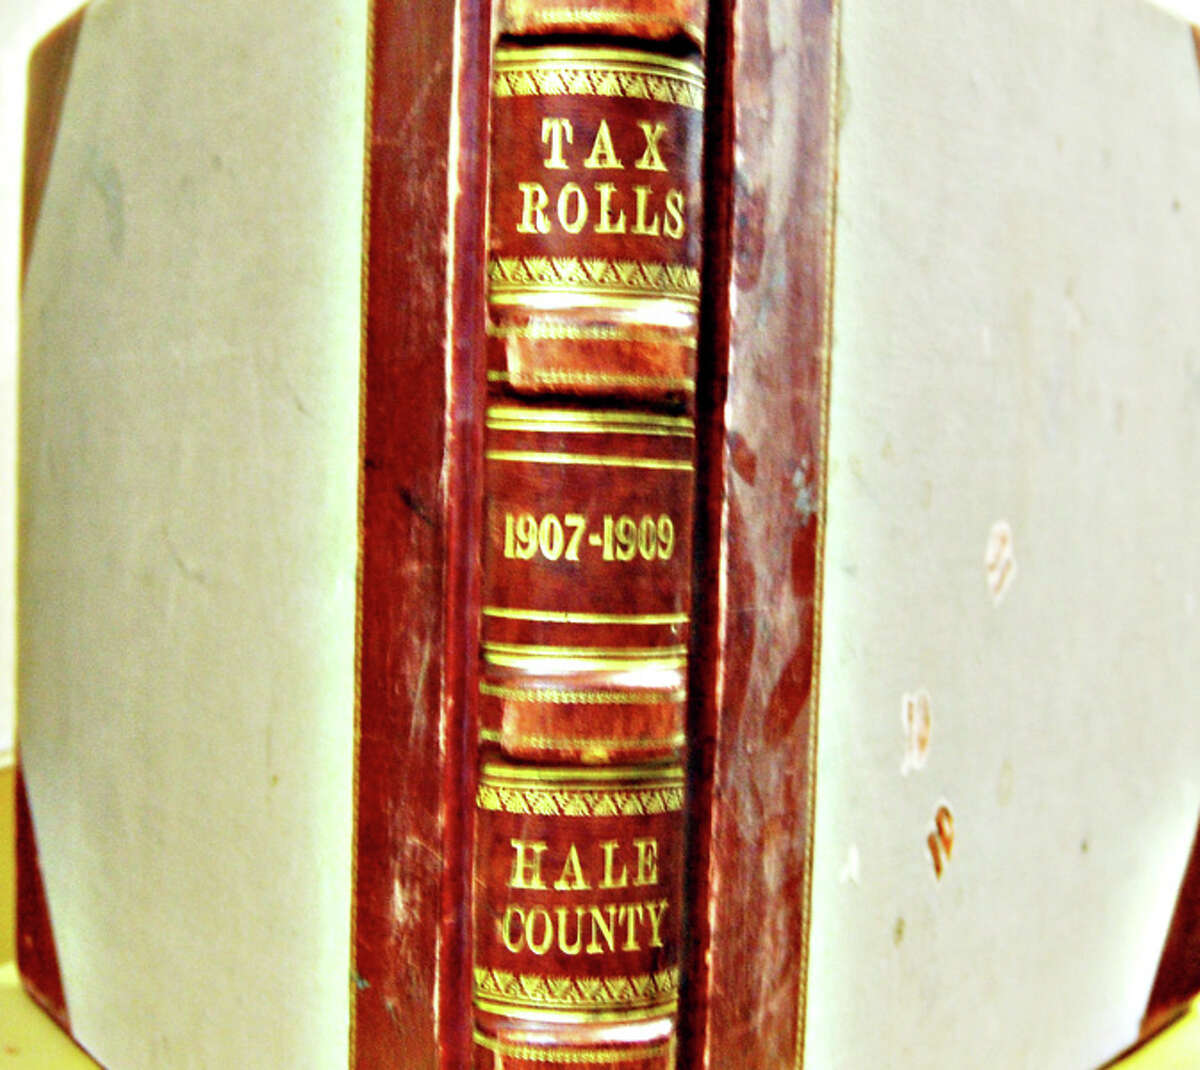 TAX
ROLLS
1907-1909
HALE
COUNTY